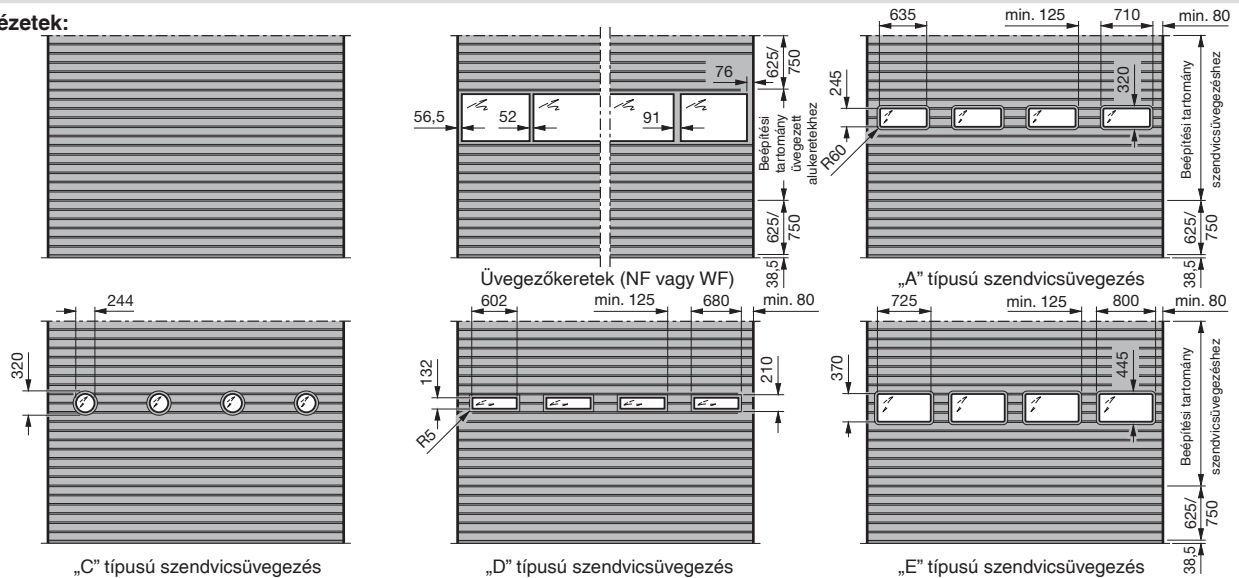 ézetek:
76
625/
750
56,5
52
91
Beépítési
tartomány
üvegezett
alukeretekhez
625/
750
38,5
Üvegezőkeretek (NF vagy WF)
635
min. 125
710
min. 80
245
320
R60
Beépítési tartomány
szendvicsüvegezéshez
625/
750
38,5
„A” típusú szendvicsüvegezés
244
320
„C” típusú szendvicsüvegezés
602
min. 125
680
min. 80
132
210
R5
„D” típusú szendvicsüvegezés
725
min. 125
800
min. 80
370
445
Beépítési tartomány
szendvicsüvegezéshez
625/
750
38,5
„E” típusú szendvicsüvegezés